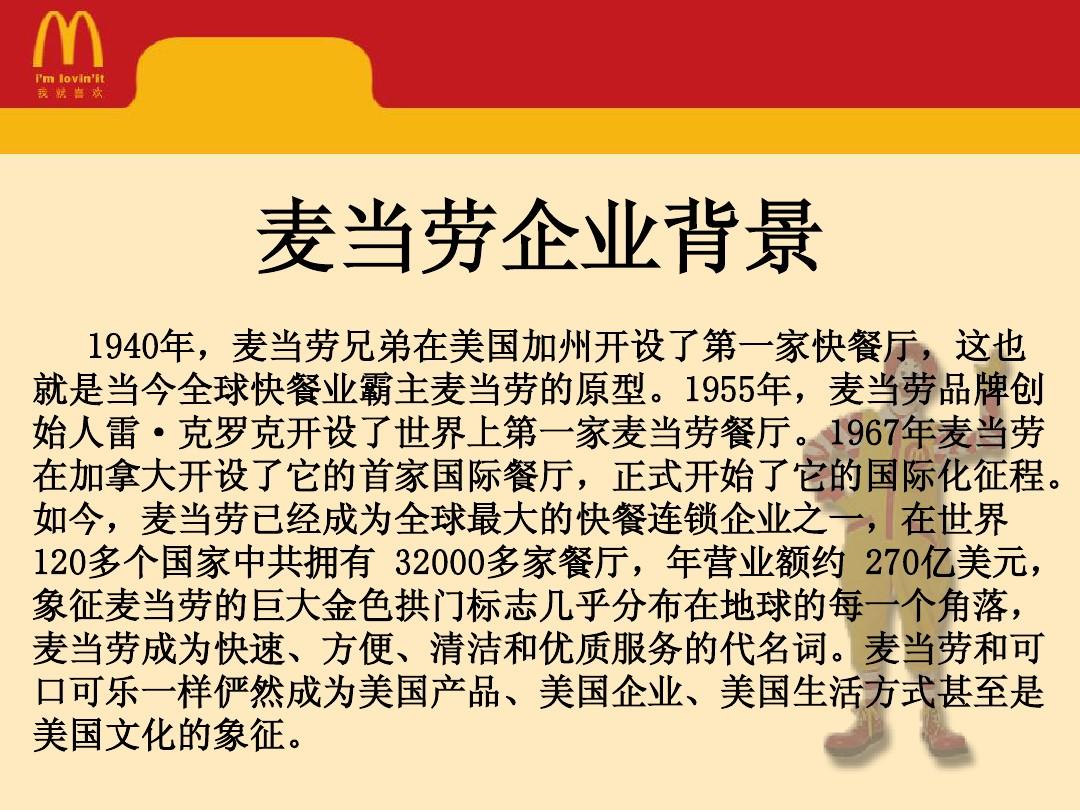 i'm lovin'it
我就喜欢
麦当劳企业背景
1940年，麦当劳兄弟在美国加州开设了第一家快餐厅，这也
就是当今全球快餐业霸主麦当劳的原型。1955年，麦当劳品牌创
始人雷·克罗克开设了世界上第一家麦当劳餐厅。1967年麦当劳
在加拿大开设了它的首家国际餐厅，正式开始了它的国际化征程。
如今，麦当劳已经成为全球最大的快餐连锁企业之一，在世界
120多个国家中共拥有 32000多家餐厅，年营业额约 270亿美元，
象征麦当劳的巨大金色拱门标志几乎分布在地球的每一个角落，
麦当劳成为快速、方便、清洁和优质服务的代名词。麦当劳和可
口可乐一样俨然成为美国产品、美国企业、美国生活方式甚至是
美国文化的象征。